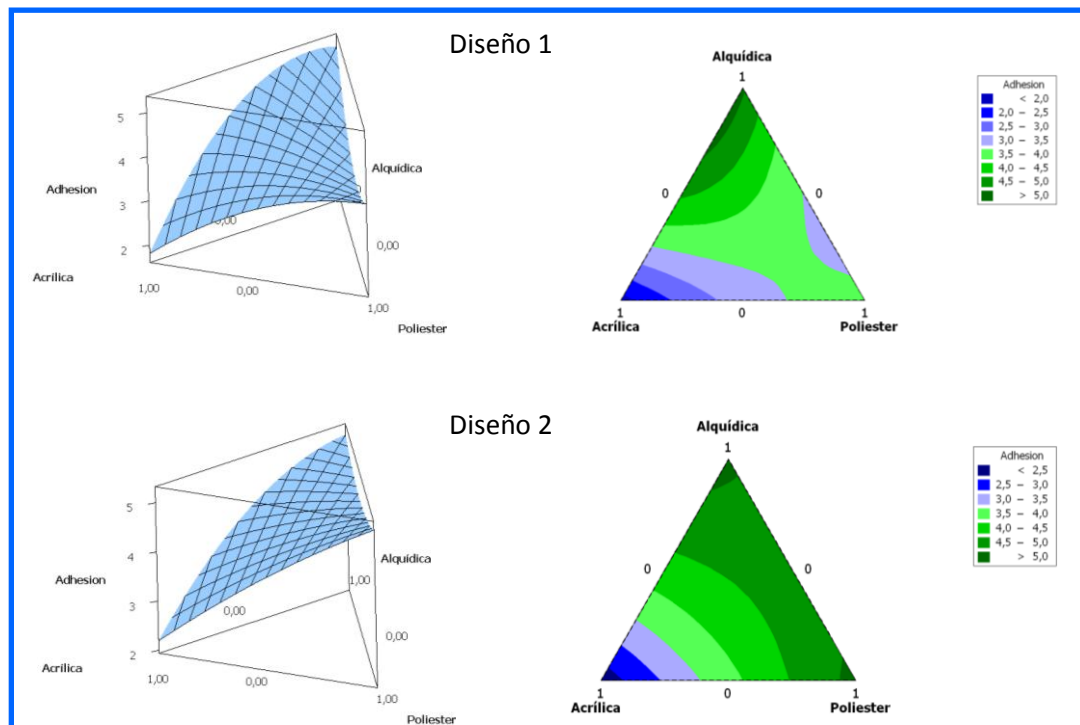 Diseño 1
5
4
Adhesion
3
2
Acrílica
1,00
0,00
1,00
Poliester
Alquídica
0
0,00
0,00
Alquídica
1
0
0
1
Acrílica
0
1
Poliester
Adhesion
< 2,0
2,0 – 2,5
2,5 – 3,0
3,0 – 3,5
3,5 – 4,0
4,0 – 4,5
4,5 – 5,0
> 5,0
Diseño 2
5
4
Adhesion
3
2
Acrílica
1,00
0,00
1,00
Poliester
Alquídica
1,00
0,00
0,00
Alquídica
1
0
0
1
Acrílica
0
1
Poliester
Adhesion
< 2,5
2,5 – 3,0
3,0 – 3,5
3,5 – 4,0
4,0 – 4,5
4,5 – 5,0
> 5,0